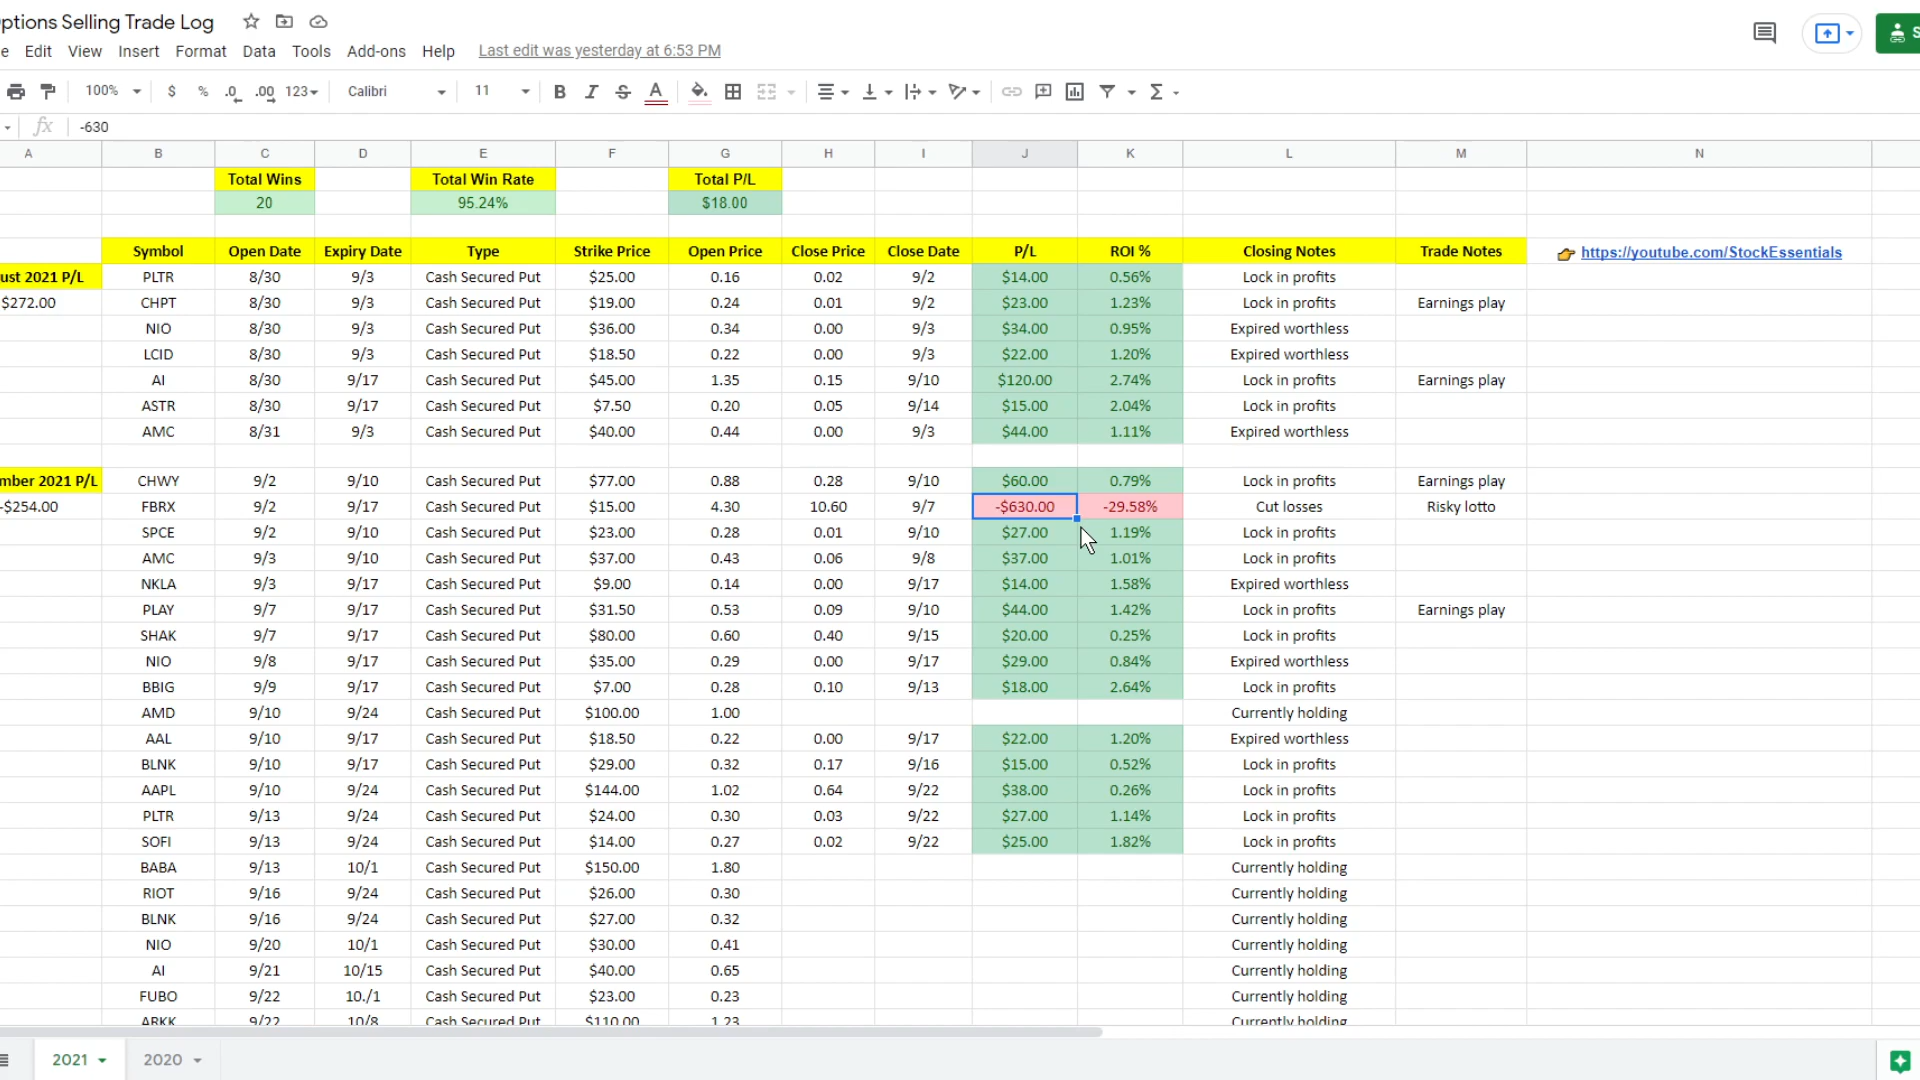 ptions Selling Trade Log
e Edit View Insert Format Data Tools Add-ons Help Last edit was yesterday at 6:53 PM
100% $ % .0 .00 123 Calibri 11 B I S A Σ
fx -630
A B C D E F G H I J K L M N
Total Wins Total Win Rate Total P/L
20 95.24% $18.00
Symbol Open Date Expiry Date Type Strike Price Open Price Close Price Close Date P/L ROI % Closing Notes Trade Notes 👉 https://youtube.com/StockEssentials
ust 2021 P/L PLTR 8/30 9/3 Cash Secured Put $25.00 0.16 0.02 9/2 $14.00 0.56% Lock in profits
$272.00 CHPT 8/30 9/3 Cash Secured Put $19.00 0.24 0.01 9/2 $23.00 1.23% Lock in profits Earnings play
NIO 8/30 9/3 Cash Secured Put $36.00 0.34 0.00 9/3 $34.00 0.95% Expired worthless
LCID 8/30 9/3 Cash Secured Put $18.50 0.22 0.00 9/3 $22.00 1.20% Expired worthless
AI 8/30 9/17 Cash Secured Put $45.00 1.35 0.15 9/10 $120.00 2.74% Lock in profits Earnings play
ASTR 8/30 9/17 Cash Secured Put $7.50 0.20 0.05 9/14 $15.00 2.04% Lock in profits
AMC 8/31 9/3 Cash Secured Put $40.00 0.44 0.00 9/3 $44.00 1.11% Expired worthless
mber 2021 P/L CHWY 9/2 9/10 Cash Secured Put $77.00 0.88 0.28 9/10 $60.00 0.79% Lock in profits Earnings play
-$254.00 FBRX 9/2 9/17 Cash Secured Put $15.00 4.30 10.60 9/7 -$630.00 -29.58% Cut losses Risky lotto
SPCE 9/2 9/10 Cash Secured Put $23.00 0.28 0.01 9/10 $27.00 1.19% Lock in profits
AMC 9/3 9/10 Cash Secured Put $37.00 0.43 0.06 9/8 $37.00 1.01% Lock in profits
NKLA 9/3 9/17 Cash Secured Put $9.00 0.14 0.00 9/17 $14.00 1.58% Expired worthless
PLAY 9/7 9/17 Cash Secured Put $31.50 0.53 0.09 9/10 $44.00 1.42% Lock in profits Earnings play
SHAK 9/7 9/17 Cash Secured Put $80.00 0.60 0.40 9/15 $20.00 0.25% Lock in profits
NIO 9/8 9/17 Cash Secured Put $35.00 0.29 0.00 9/17 $29.00 0.84% Expired worthless
BBIG 9/9 9/17 Cash Secured Put $7.00 0.28 0.10 9/13 $18.00 2.64% Lock in profits
AMD 9/10 9/24 Cash Secured Put $100.00 1.00 Currently holding
AAL 9/10 9/17 Cash Secured Put $18.50 0.22 0.00 9/17 $22.00 1.20% Expired worthless
BLNK 9/10 9/17 Cash Secured Put $29.00 0.32 0.17 9/16 $15.00 0.52% Lock in profits
AAPL 9/10 9/24 Cash Secured Put $144.00 1.02 0.64 9/22 $38.00 0.26% Lock in profits
PLTR 9/13 9/24 Cash Secured Put $24.00 0.30 0.03 9/22 $27.00 1.14% Lock in profits
SOFI 9/13 9/24 Cash Secured Put $14.00 0.27 0.02 9/22 $25.00 1.82% Lock in profits
BABA 9/13 10/1 Cash Secured Put $150.00 1.80 Currently holding
RIOT 9/16 9/24 Cash Secured Put $26.00 0.30 Currently holding
BLNK 9/16 9/24 Cash Secured Put $27.00 0.32 Currently holding
NIO 9/20 10/1 Cash Secured Put $30.00 0.41 Currently holding
AI 9/21 10/15 Cash Secured Put $40.00 0.65 Currently holding
FUBO 9/22 10./1 Cash Secured Put $23.00 0.23 Currently holding
ARKK 9/22 10/8 Cash Secured Put $110.00 1.23 Currently holding
2021 2020